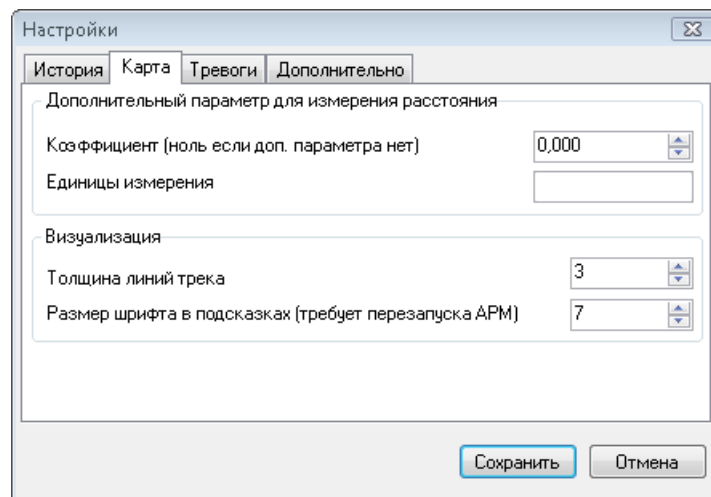 Настройки
История Карта Тревоги Дополнительно
Дополнительный параметр для измерения расстояния
Коэффициент (ноль если доп. параметра нет) 0,000
Единицы измерения
Визуализация
Толщина линий трека 3
Размер шрифта в подсказках (требует перезапуска АРМ) 7
Сохранить Отмена